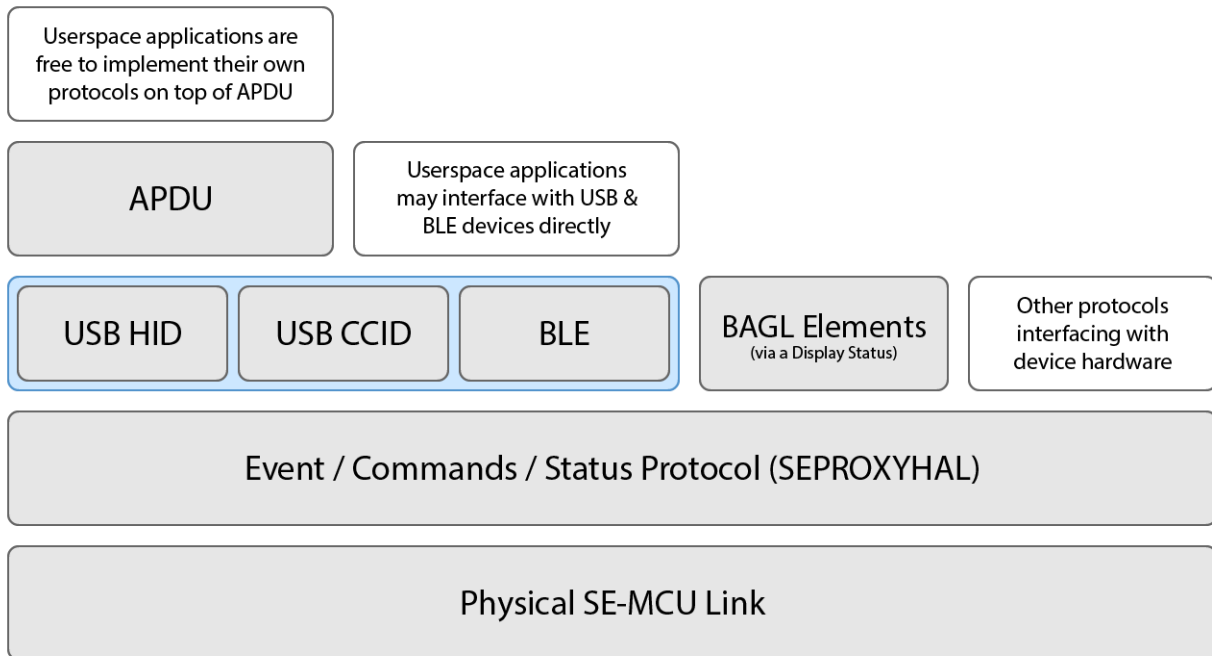 Userspace applications are
free to implement their own
protocols on top of APDU
APDU
Userspace applications
may interface with USB &
BLE devices directly
USB HID
USB CCID
BLE
BAGL Elements
(via a Display Status)
Other protocols
interfacing with
device hardware
Event / Commands / Status Protocol (SEPROXYHAL)
Physical SE-MCU Link